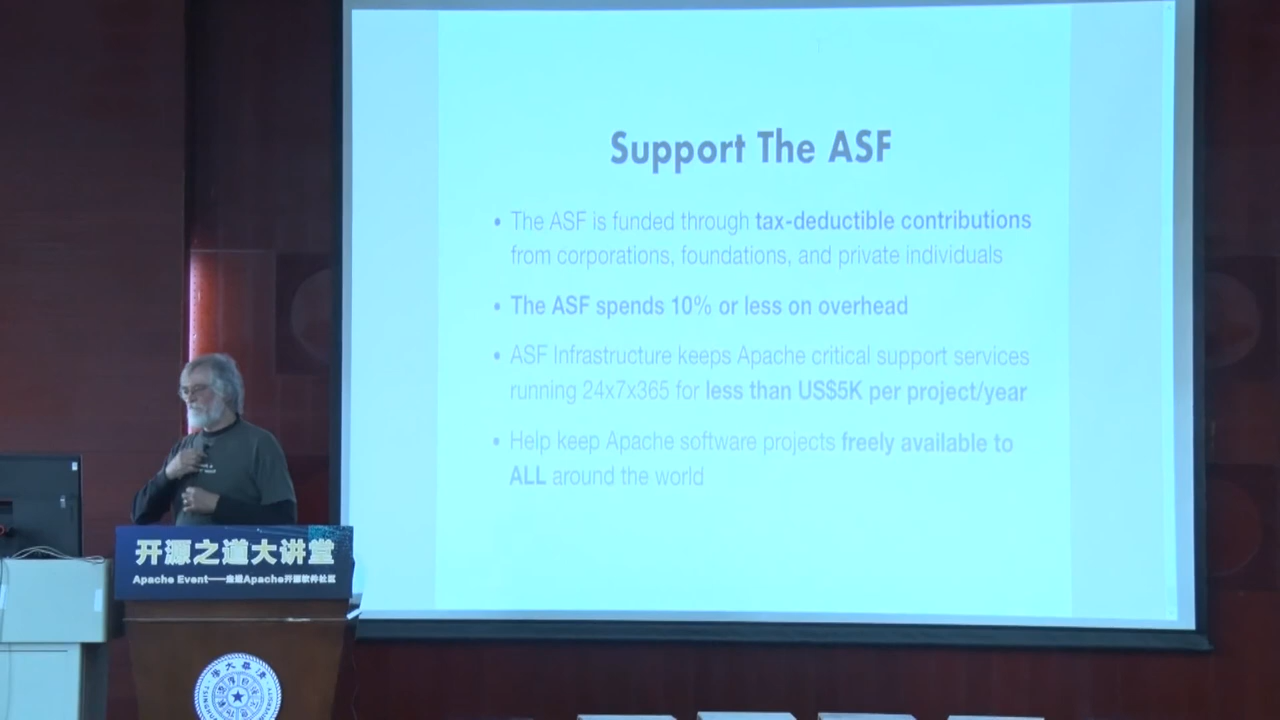 Support The ASF
• The ASF is funded through tax-deductible contributions
from corporations, foundations, and private individuals
• The ASF spends 10% or less on overhead
• ASF Infrastructure keeps Apache critical support services
running 24x7x365 for less than US$5K per project/year
• Help keep Apache software projects freely available to
ALL around the world
开源之道大讲堂
Apache Event——走进Apache开源软件社区